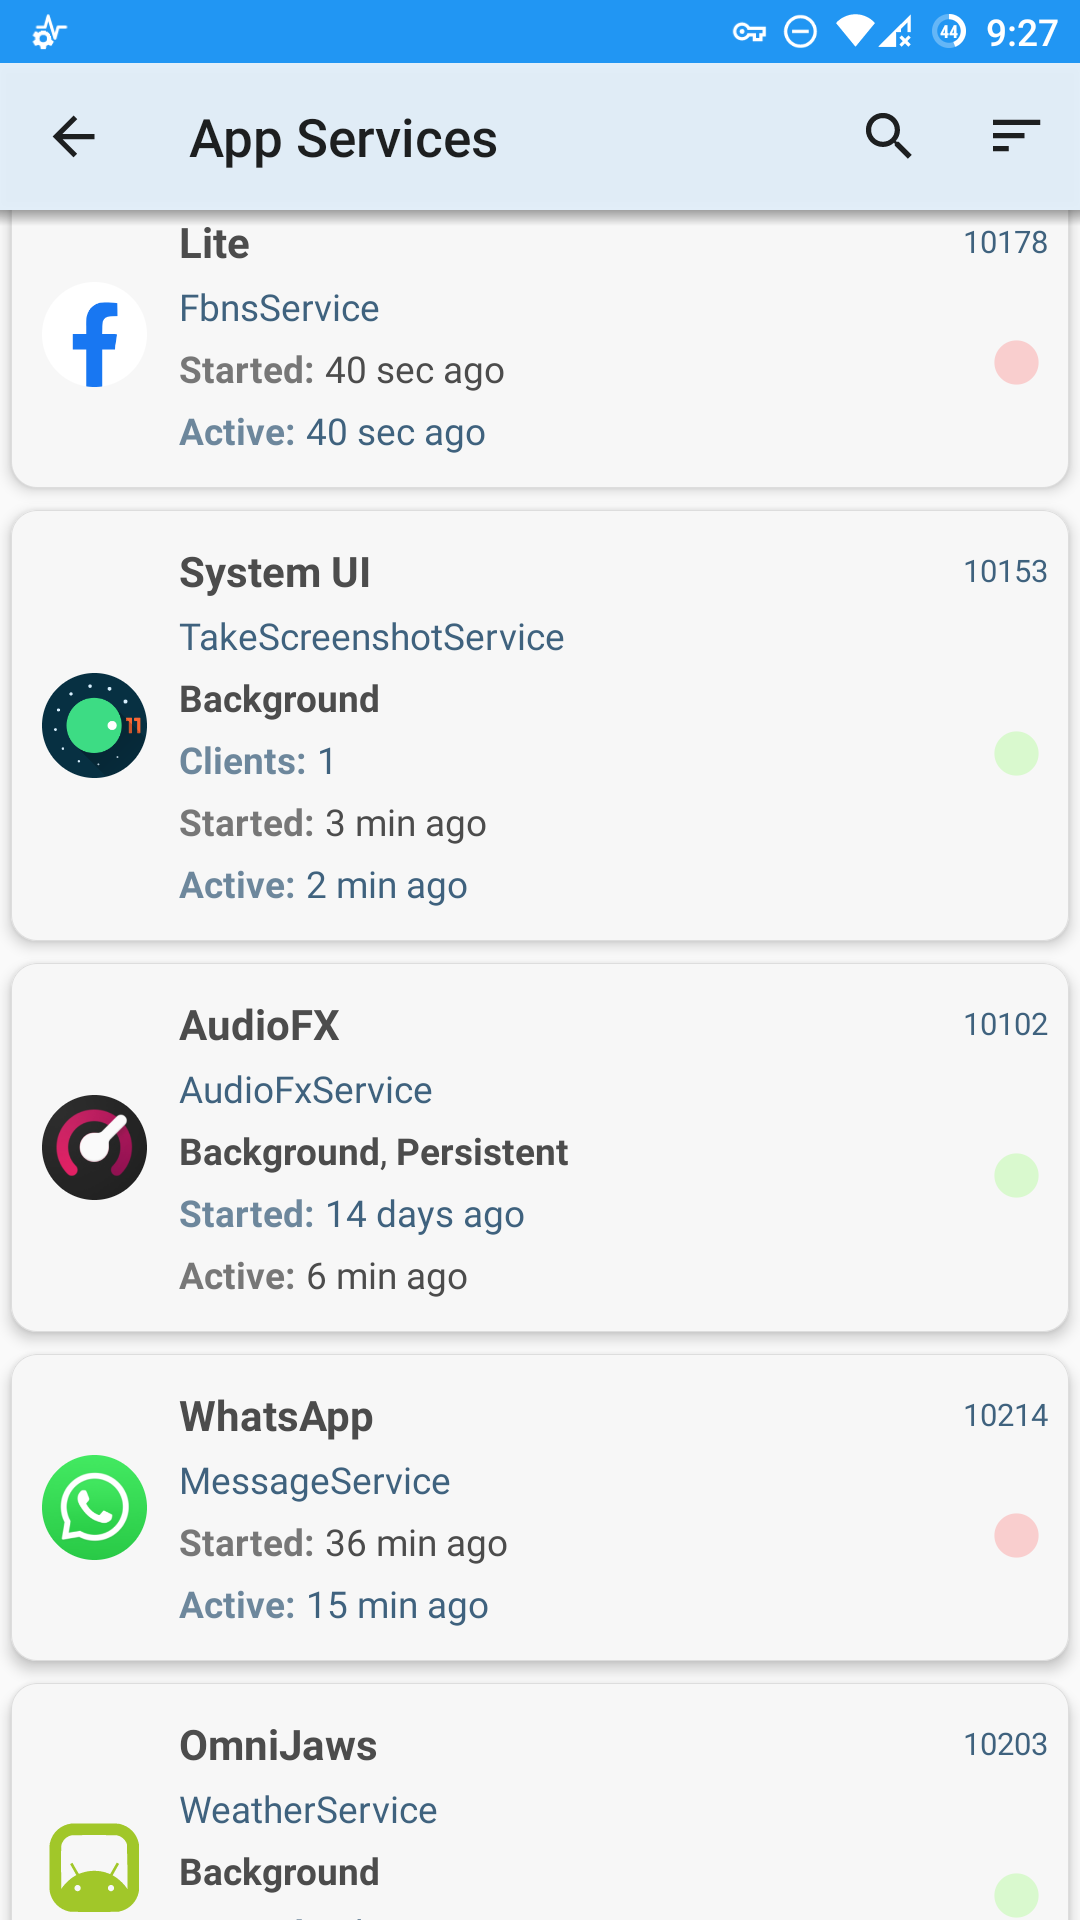 44 9:27
App Services
Lite 10178
FbnsService
Started: 40 sec ago
Active: 40 sec ago
System UI 10153
TakeScreenshotService
11
Background
Clients: 1
Started: 3 min ago
Active: 2 min ago
AudioFX 10102
AudioFxService
Background, Persistent
Started: 14 days ago
Active: 6 min ago
WhatsApp 10214
MessageService
Started: 36 min ago
Active: 15 min ago
OmniJaws 10203
WeatherService
Background